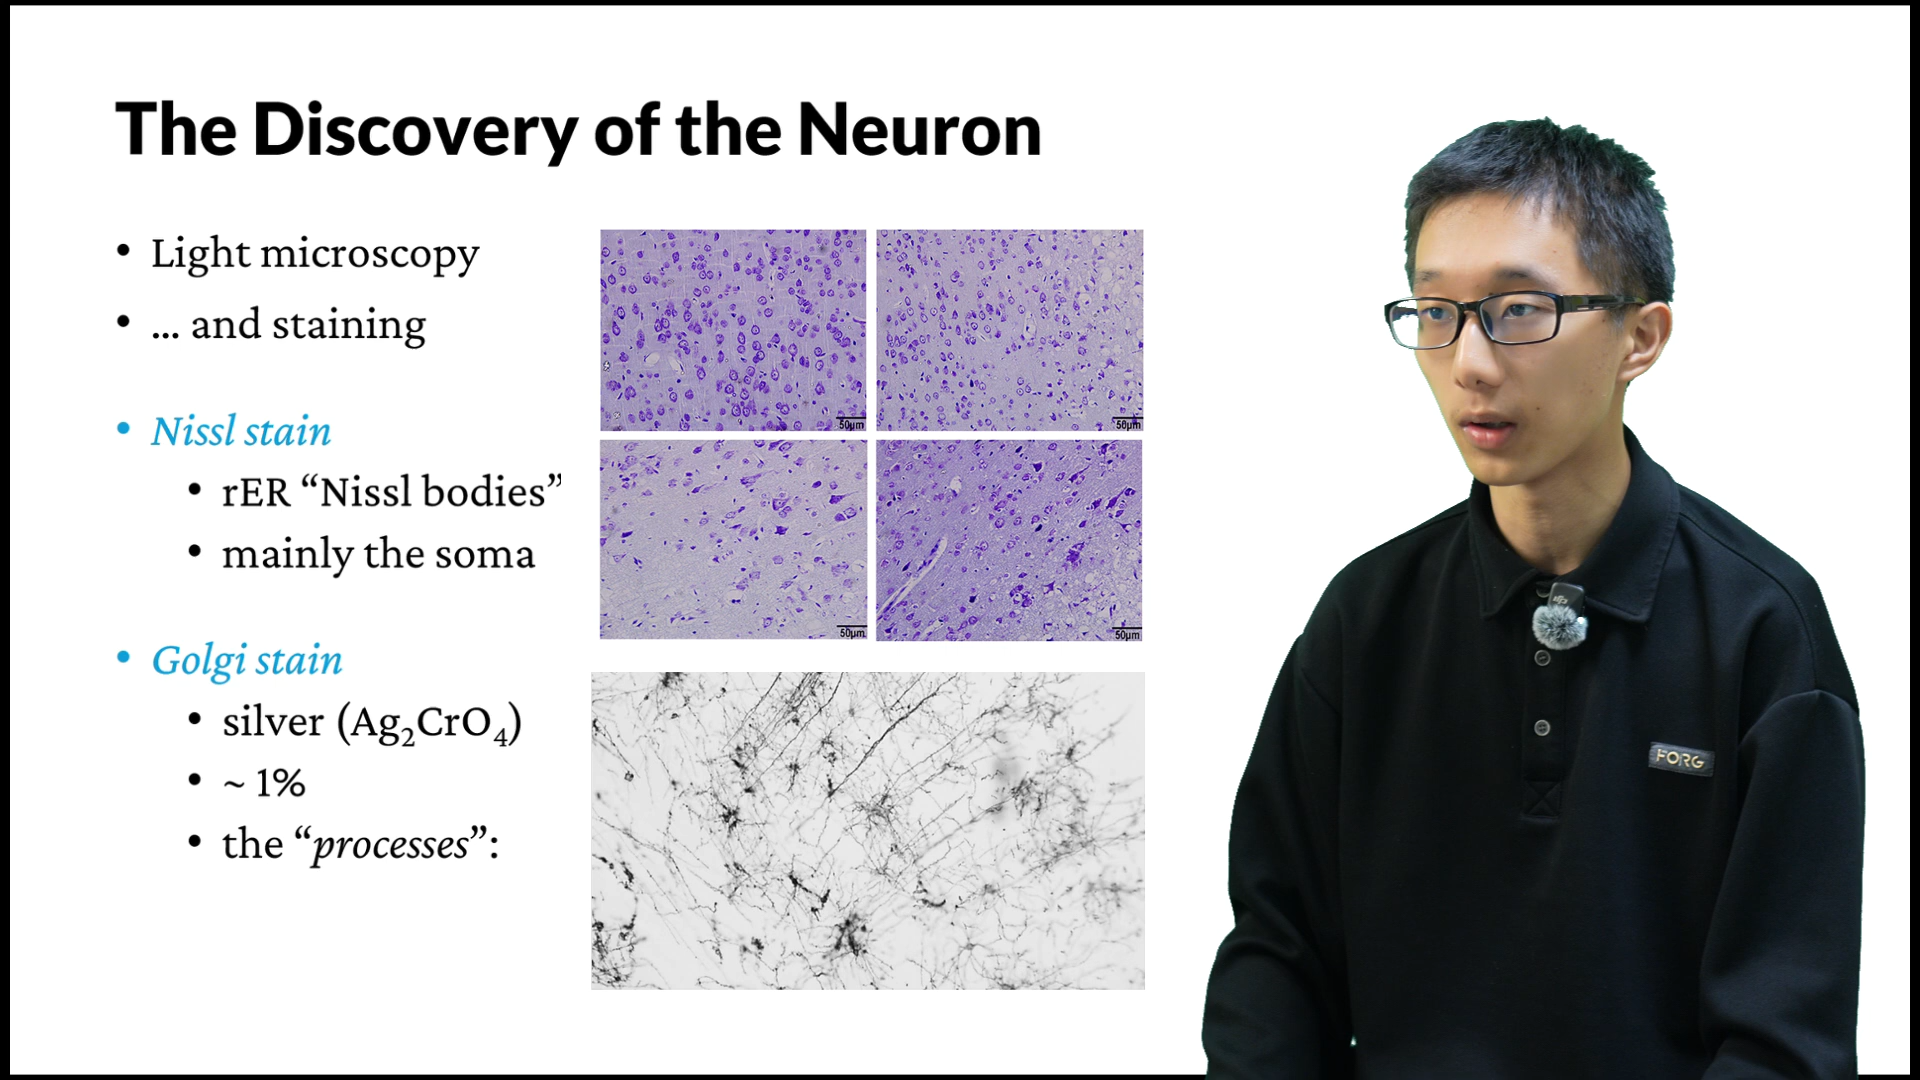 The Discovery of the Neuron
• Light microscopy
• ... and staining
• Nissl stain
• rER “Nissl bodies”
• mainly the soma
• Golgi stain
• silver (Ag₂CrO₄)
• ~ 1%
• the “processes”:
50µm
50µm
50µm
50µm
dji
FORG